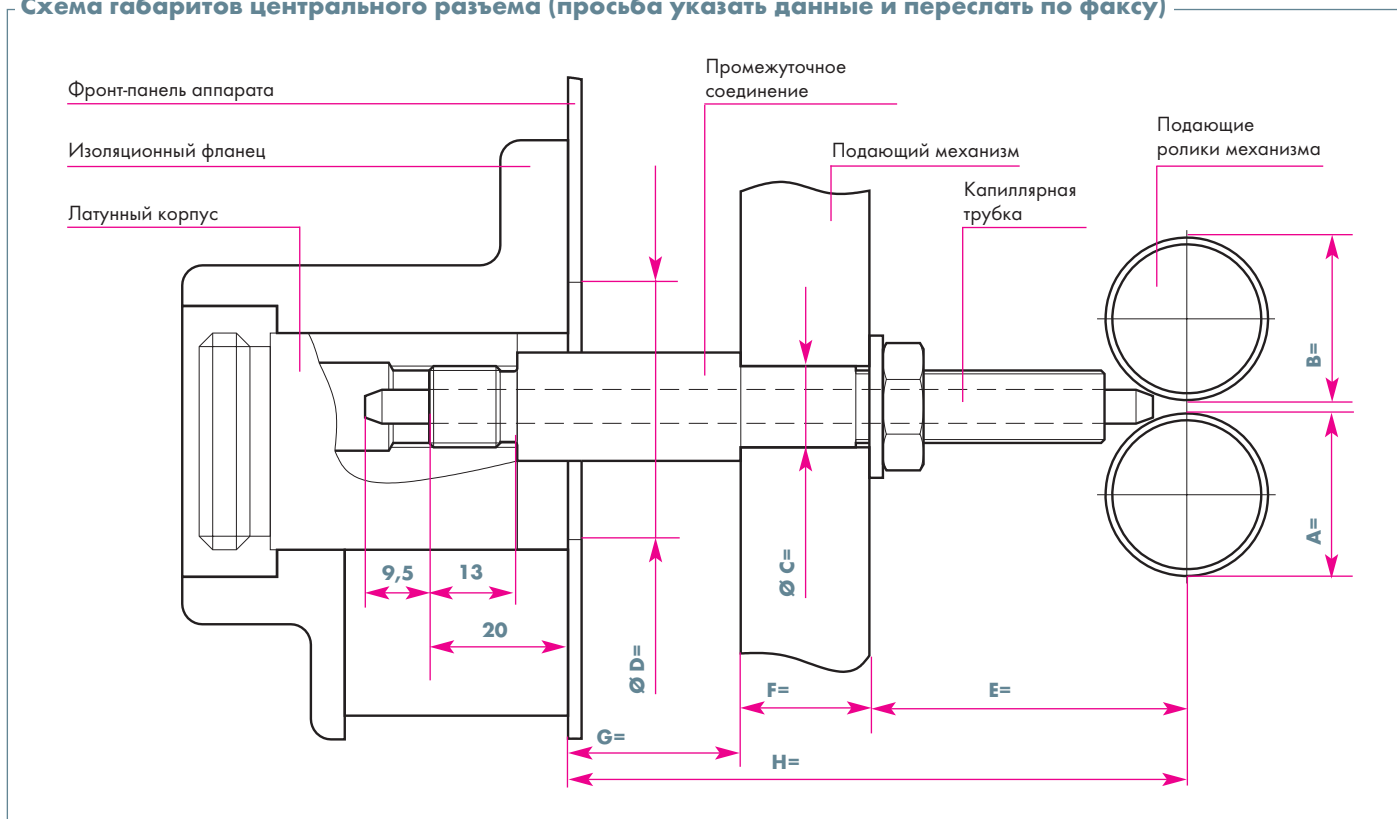 Схема габаритов центрального разъема (просьба указать данные и переслать по факсу)
Фронт-панель аппарата
Изоляционный фланец
Латунный корпус
Промежуточное
соединение
Подающий механизм
Капиллярная
трубка
Подающие
ролики механизма
B=
A=
Ø C=
Ø D=
9,5
13
20
F=
E=
G=
H=